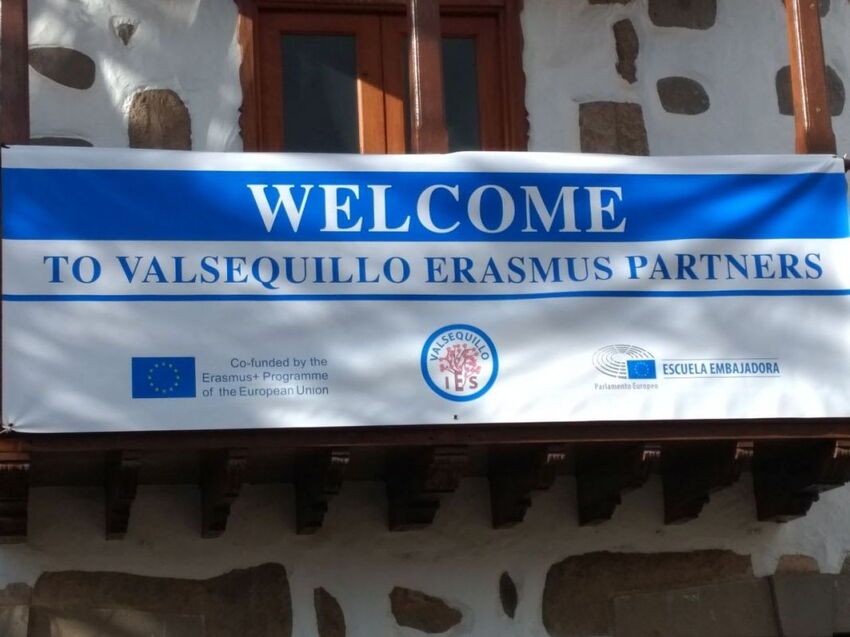 WELCOME
TO VALSEQUILLO ERASMUS PARTNERS
Co-funded by the
Erasmus+ Programme
of the European Union
VALSEQUILLO
IES
Parlamento Europeo
ESCUELA EMBAJADORA